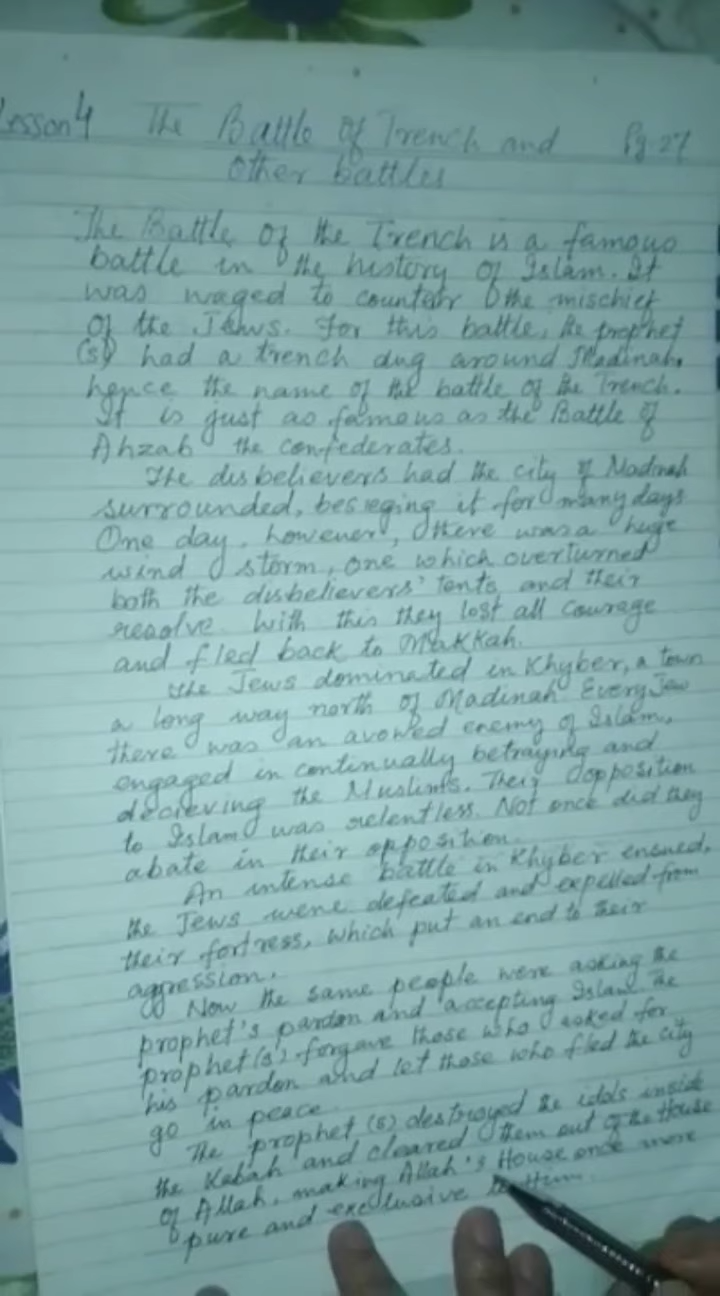 Lesson 4 The Battle of Trench and Pg. 27
Other battles
The Battle of the Trench is a famous
battle in the history of Islam. It
was waged to counter the mischief
of the Jews. For this battle, the prophet
(s) had a trench dug around Madinah,
hence the name of the battle of the Trench.
It is just as famous as the Battle of
Ahzab the confederates.
The disbelievers had the city of Madinah
surrounded, besieging it for many days
One day, however, there was a huge
wind storm, one which overturned
both the disbelievers' tents and their
resolve. With this they lost all courage
and fled back to Makkah.
The Jews dominated in Khyber, a town
a long way north of Madinah Every Jew
there was an avowed enemy of Islam,
engaged in continually betraying and
decieving the Muslims. Their opposition
to Islam was relentless. Not once did they
abate in their opposition.
An intense battle in Khyber ensued,
the Jews were defeated and expelled from
their fortress, which put an end to their
aggression.
Now the same people were asking the
prophet's pardon and accepting Islam The
prophet (s) forgave those who asked for
his pardon and let those who fled the city
go in peace.
The prophet (s) destroyed the idols inside
the Kabah and cleared them out of the House
of Allah, making Allah's House once more
pure and exclusive to Him.